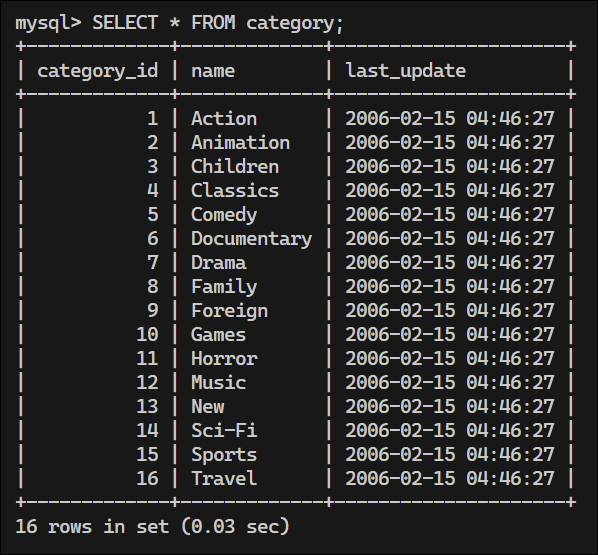 mysql> SELECT * FROM category;
+-------------+-------------+---------------------+
| category_id | name        | last_update         |
+-------------+-------------+---------------------+
|           1 | Action      | 2006-02-15 04:46:27 |
|           2 | Animation   | 2006-02-15 04:46:27 |
|           3 | Children    | 2006-02-15 04:46:27 |
|           4 | Classics    | 2006-02-15 04:46:27 |
|           5 | Comedy      | 2006-02-15 04:46:27 |
|           6 | Documentary | 2006-02-15 04:46:27 |
|           7 | Drama       | 2006-02-15 04:46:27 |
|           8 | Family      | 2006-02-15 04:46:27 |
|           9 | Foreign     | 2006-02-15 04:46:27 |
|          10 | Games       | 2006-02-15 04:46:27 |
|          11 | Horror      | 2006-02-15 04:46:27 |
|          12 | Music       | 2006-02-15 04:46:27 |
|          13 | New         | 2006-02-15 04:46:27 |
|          14 | Sci-Fi      | 2006-02-15 04:46:27 |
|          15 | Sports      | 2006-02-15 04:46:27 |
|          16 | Travel      | 2006-02-15 04:46:27 |
+-------------+-------------+---------------------+
16 rows in set (0.03 sec)